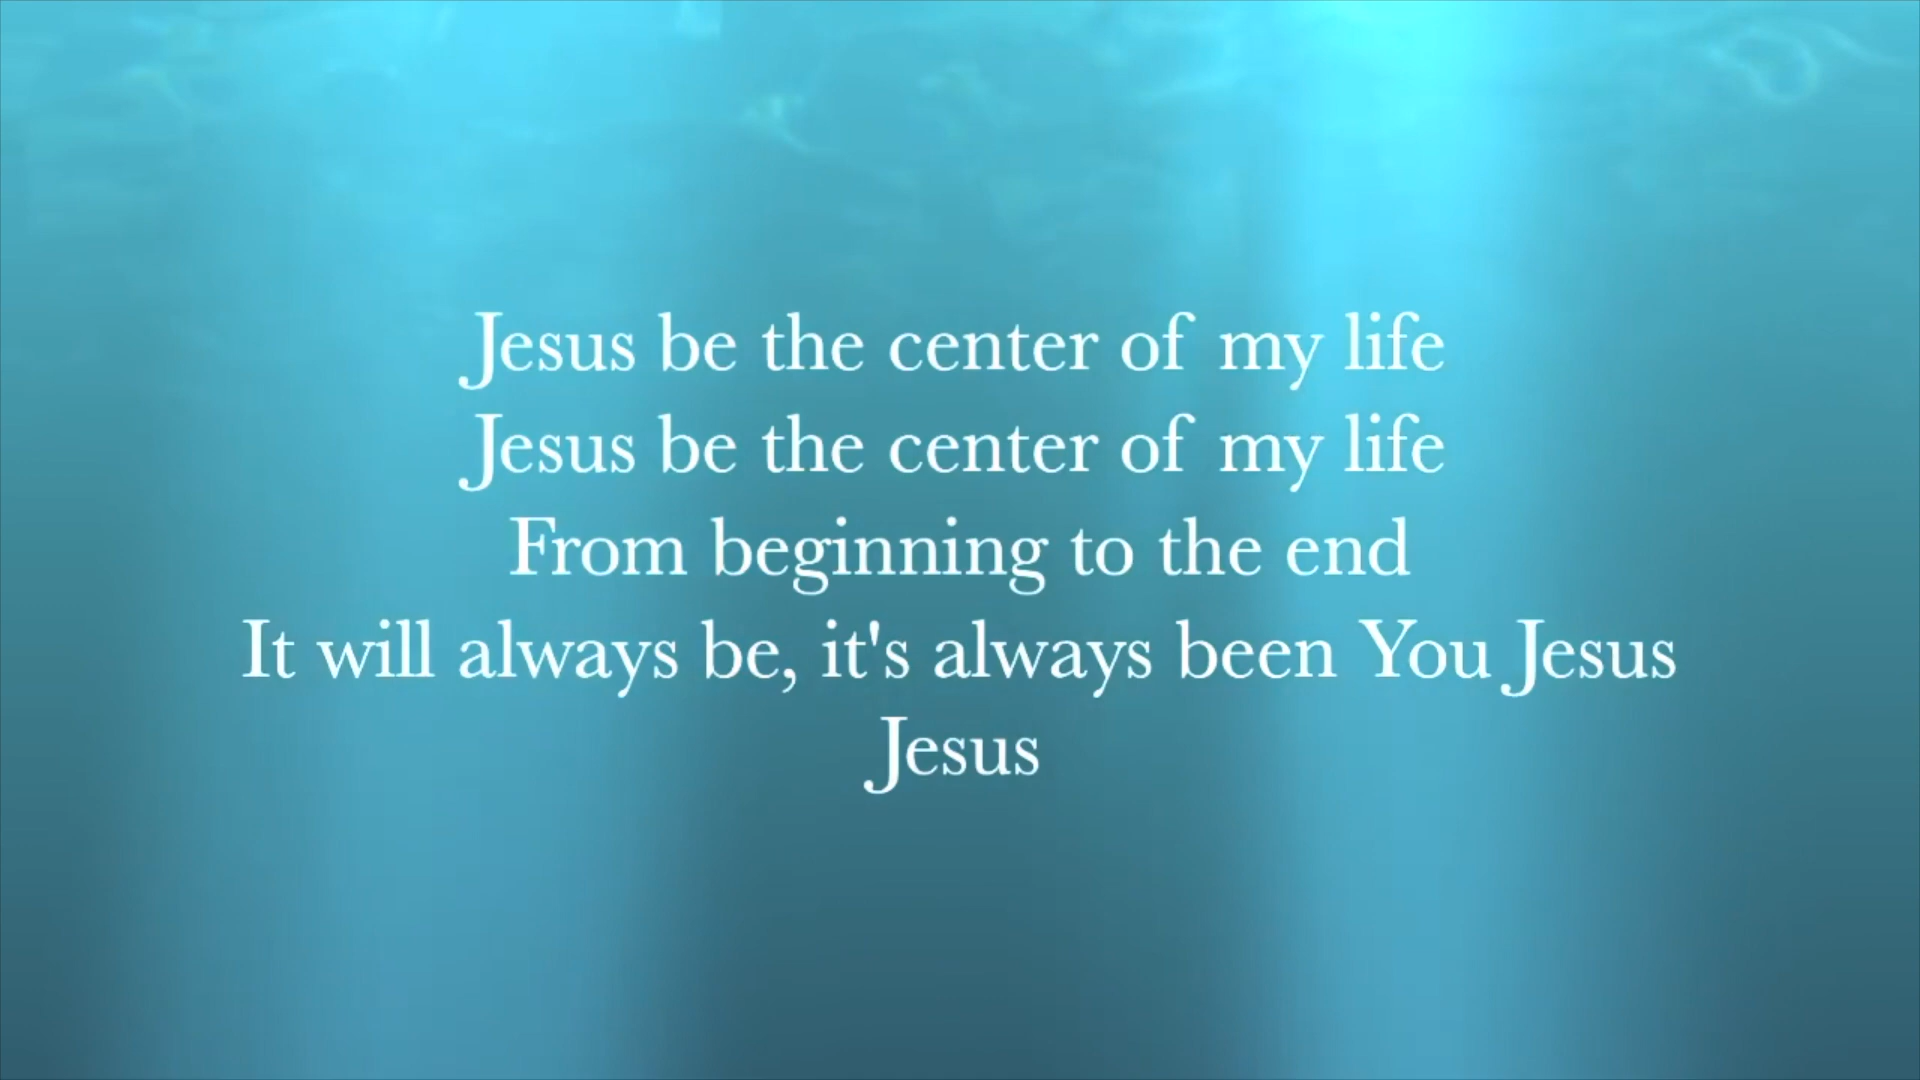 Jesus be the center of my life
Jesus be the center of my life
From beginning to the end
It will always be, it's always been You Jesus
Jesus